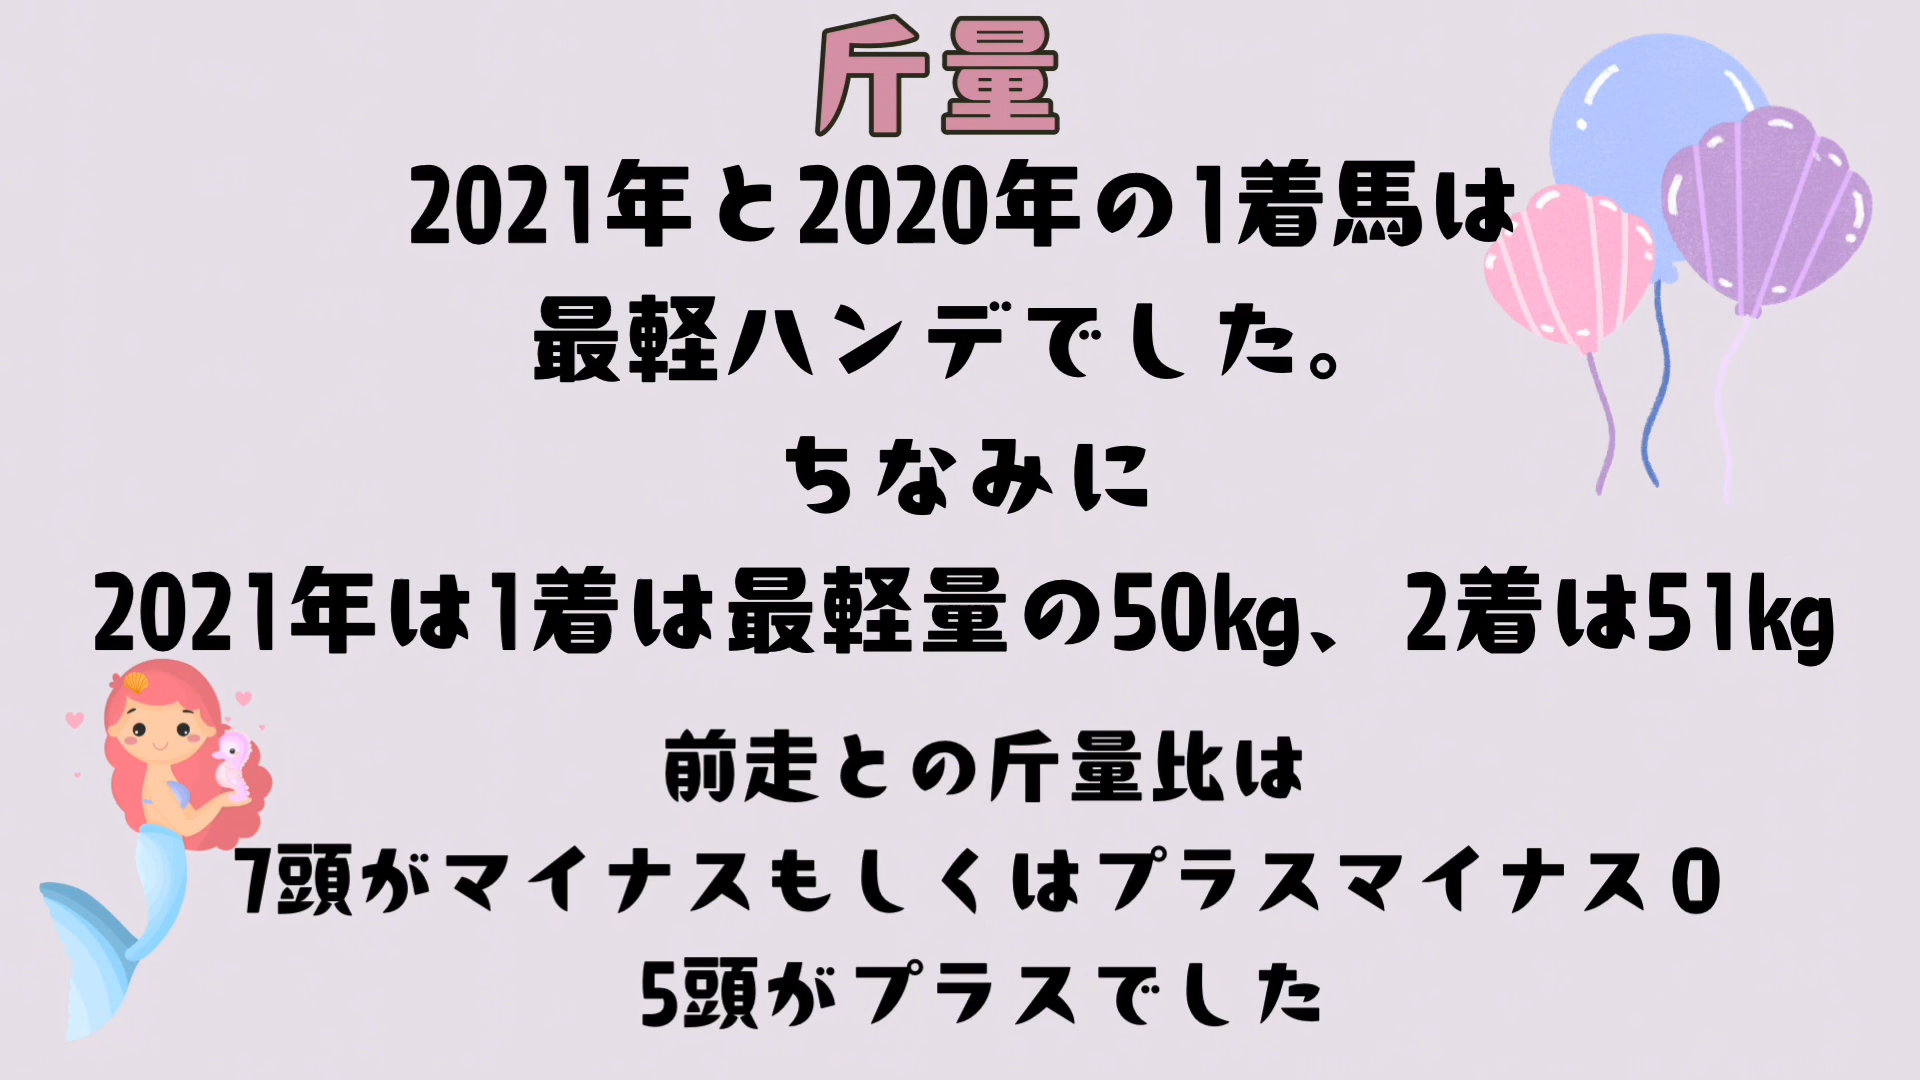 斤量
2021年と2020年の1着馬は
最軽ハンデでした。
ちなみに
2021年は1着は最軽量の50kg、2着は51kg
前走との斤量比は
7頭がマイナスもしくはプラスマイナス０
5頭がプラスでした